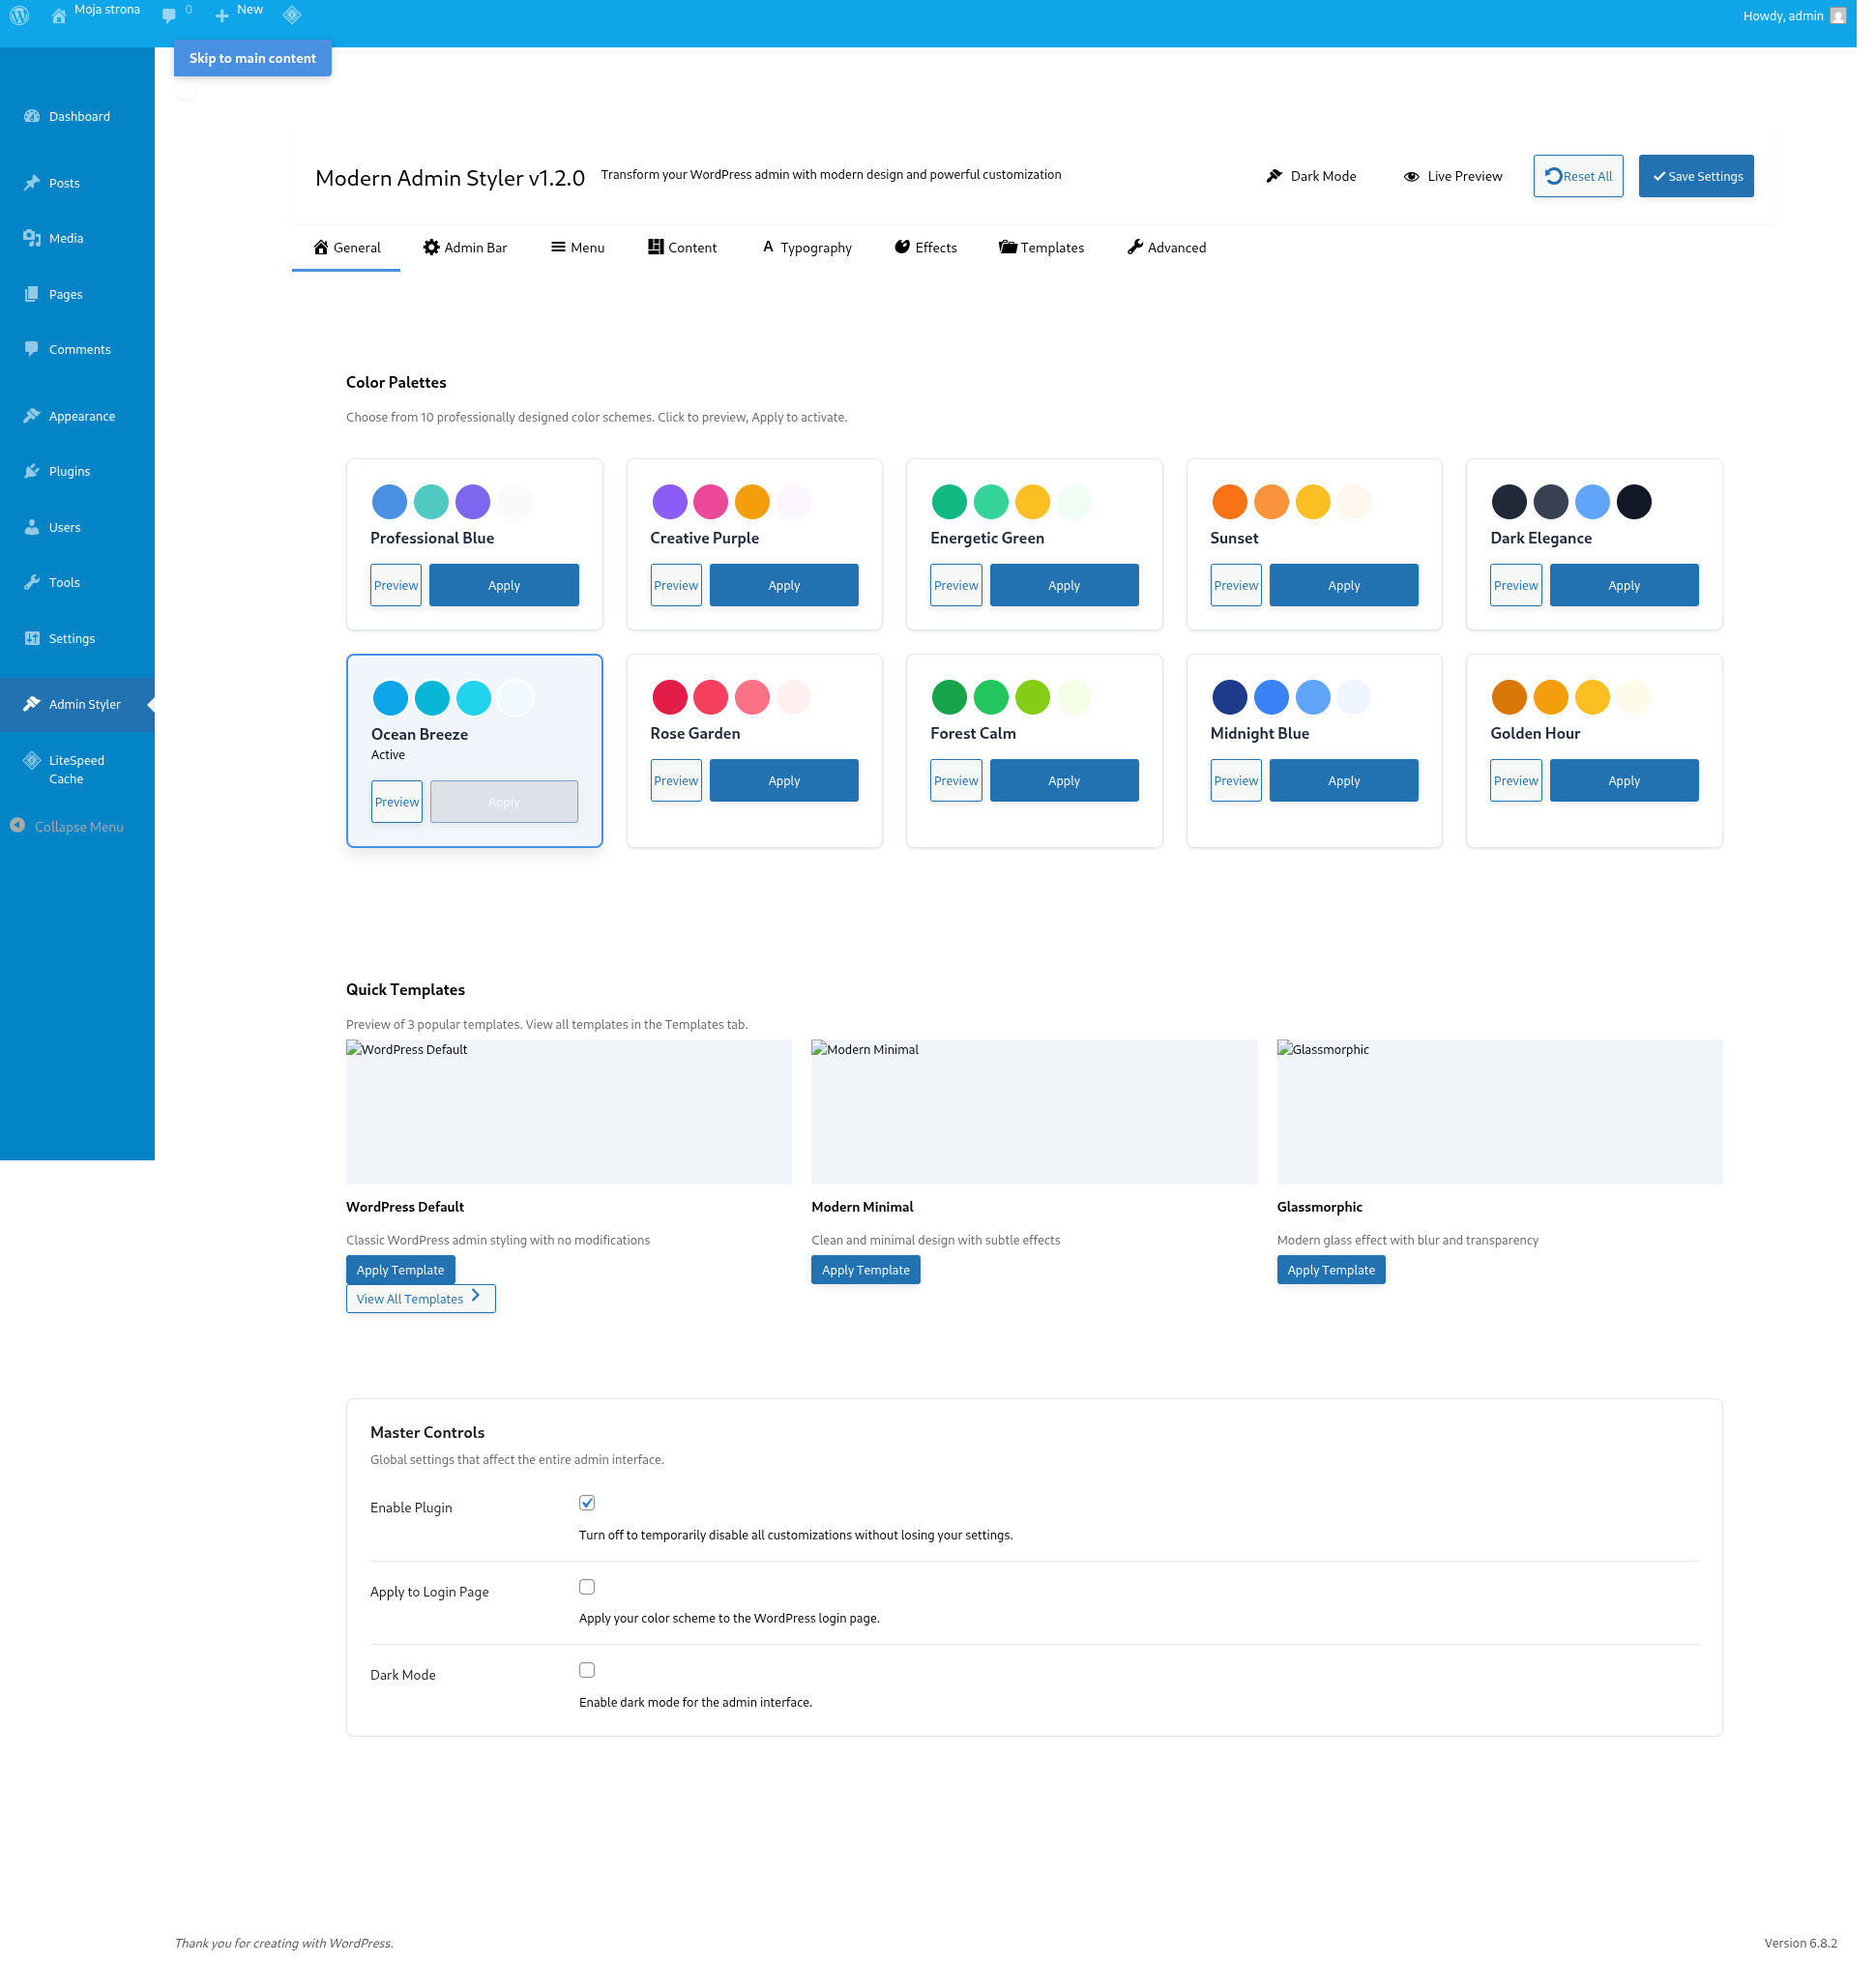 Moja strona
0
New
Howdy, admin
Skip to main content
Dashboard
Posts
Media
Pages
Comments
Appearance
Plugins
Users
Tools
Settings
Admin Styler
LiteSpeed
Cache
Collapse Menu
Modern Admin Styler v1.2.0
Transform your WordPress admin with modern design and powerful customization
Dark Mode
Live Preview
Reset All
Save Settings
General
Admin Bar
Menu
Content
Typography
Effects
Templates
Advanced
Color Palettes
Choose from 10 professionally designed color schemes. Click to preview, Apply to activate.
Professional Blue
Preview
Apply
Creative Purple
Preview
Apply
Energetic Green
Preview
Apply
Sunset
Preview
Apply
Dark Elegance
Preview
Apply
Ocean Breeze
Active
Preview
Apply
Rose Garden
Preview
Apply
Forest Calm
Preview
Apply
Midnight Blue
Preview
Apply
Golden Hour
Preview
Apply
Quick Templates
Preview of 3 popular templates. View all templates in the Templates tab.
WordPress Default
WordPress Default
Classic WordPress admin styling with no modifications
Apply Template
View All Templates
Modern Minimal
Modern Minimal
Clean and minimal design with subtle effects
Apply Template
Glassmorphic
Glassmorphic
Modern glass effect with blur and transparency
Apply Template
Master Controls
Global settings that affect the entire admin interface.
Enable Plugin
Turn off to temporarily disable all customizations without losing your settings.
Apply to Login Page
Apply your color scheme to the WordPress login page.
Dark Mode
Enable dark mode for the admin interface.
Thank you for creating with WordPress.
Version 6.8.2